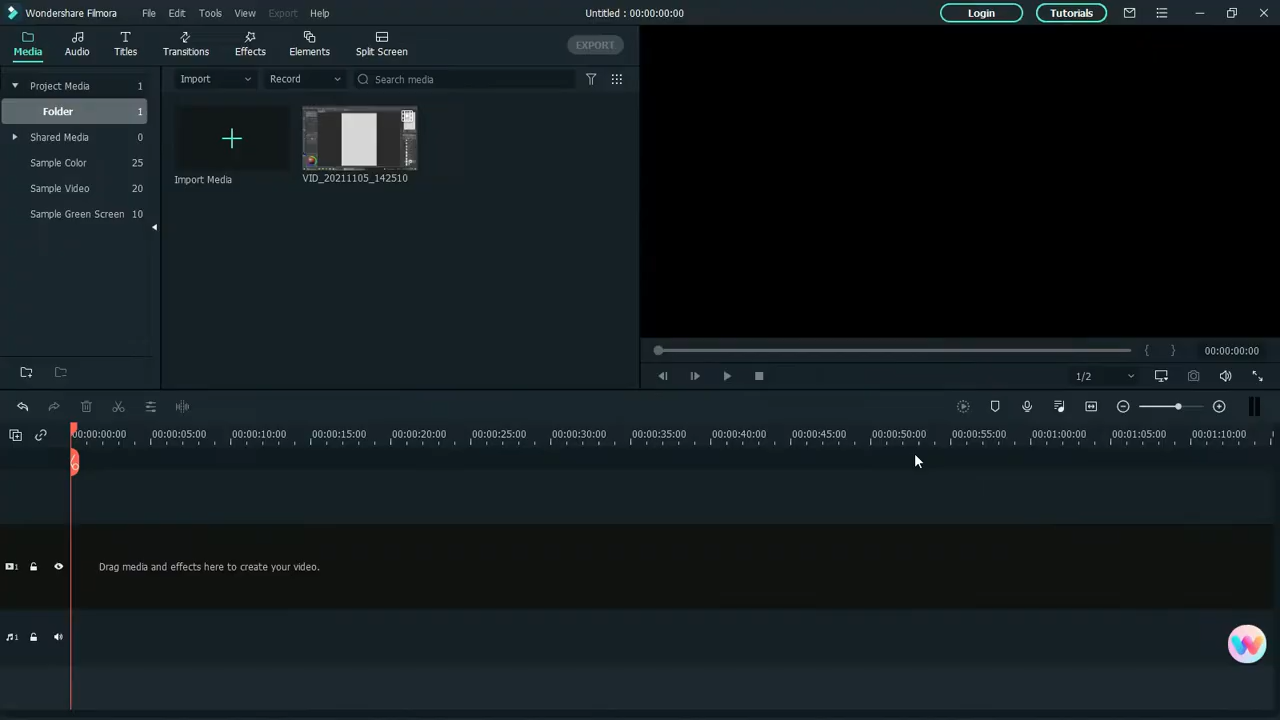 Wondershare Filmora File Edit Tools View Export Help Untitled : 00:00:00:00 Login Tutorials
Media Audio Titles Transitions Effects Elements Split Screen EXPORT
Project Media 1
Folder 1
Shared Media 0
Sample Color 25
Sample Video 20
Sample Green Screen 10
Import Record Search media
Import Media VID_20211105_142510
00:00:00:00
1/2
00:00:00:00 00:00:05:00 00:00:10:00 00:00:15:00 00:00:20:00 00:00:25:00 00:00:30:00 00:00:35:00 00:00:40:00 00:00:45:00 00:00:50:00 00:00:55:00 00:01:00:00 00:01:05:00 00:01:10:00
1 Drag media and effects here to create your video.
1